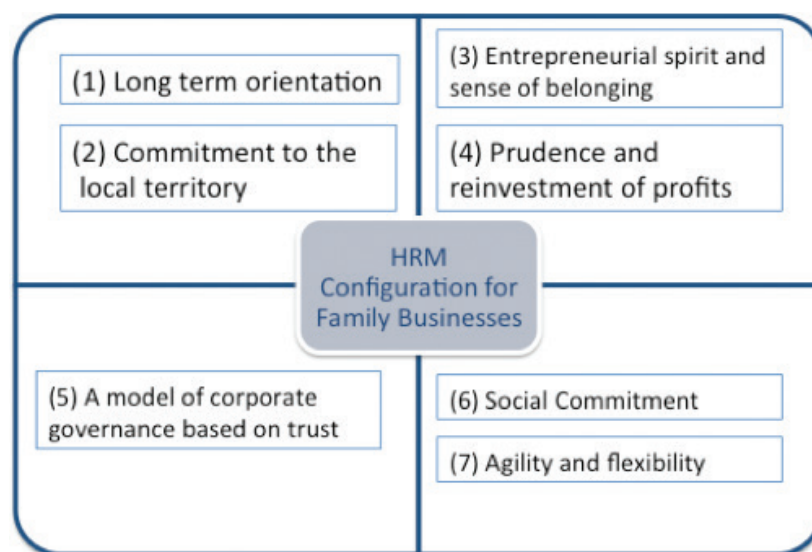 (1) Long term orientation
(2) Commitment to the
local territory
(3) Entrepreneurial spirit and
sense of belonging
(4) Prudence and
reinvestment of profits
HRM
Configuration for
Family Businesses
(5) A model of corporate
governance based on trust
(6) Social Commitment
(7) Agility and flexibility